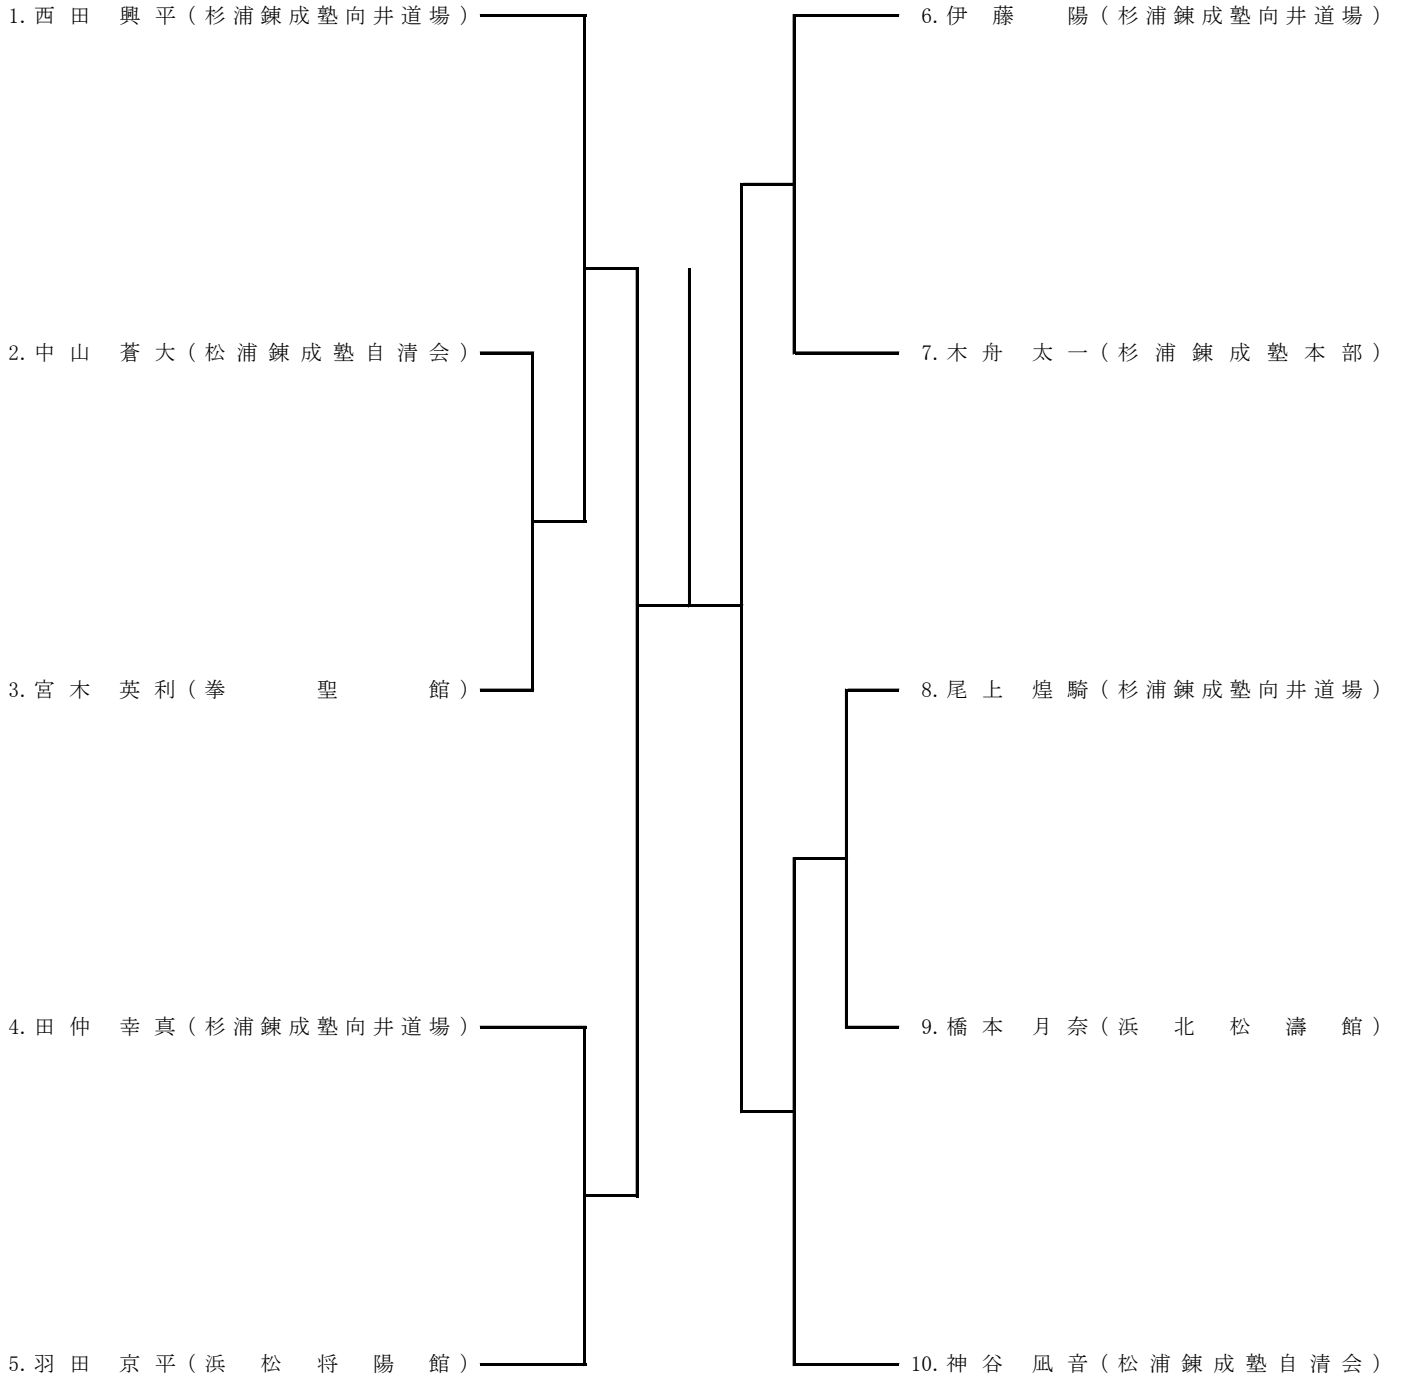 1. 西田 興平(杉浦錬成塾向井道場)
2. 中山 蒼大(松浦錬成塾自清会)
3. 宮木 英利(拳聖館)
4. 田仲 幸真(杉浦錬成塾向井道場)
5. 羽田 京平(浜松将陽館)
6. 伊藤 陽(杉浦錬成塾向井道場)
7. 木舟 太一(杉浦錬成塾本部)
8. 尾上 煌騎(杉浦錬成塾向井道場)
9. 橋本 月奈(浜北松濤館)
10. 神谷 凪音(松浦錬成塾自清会)